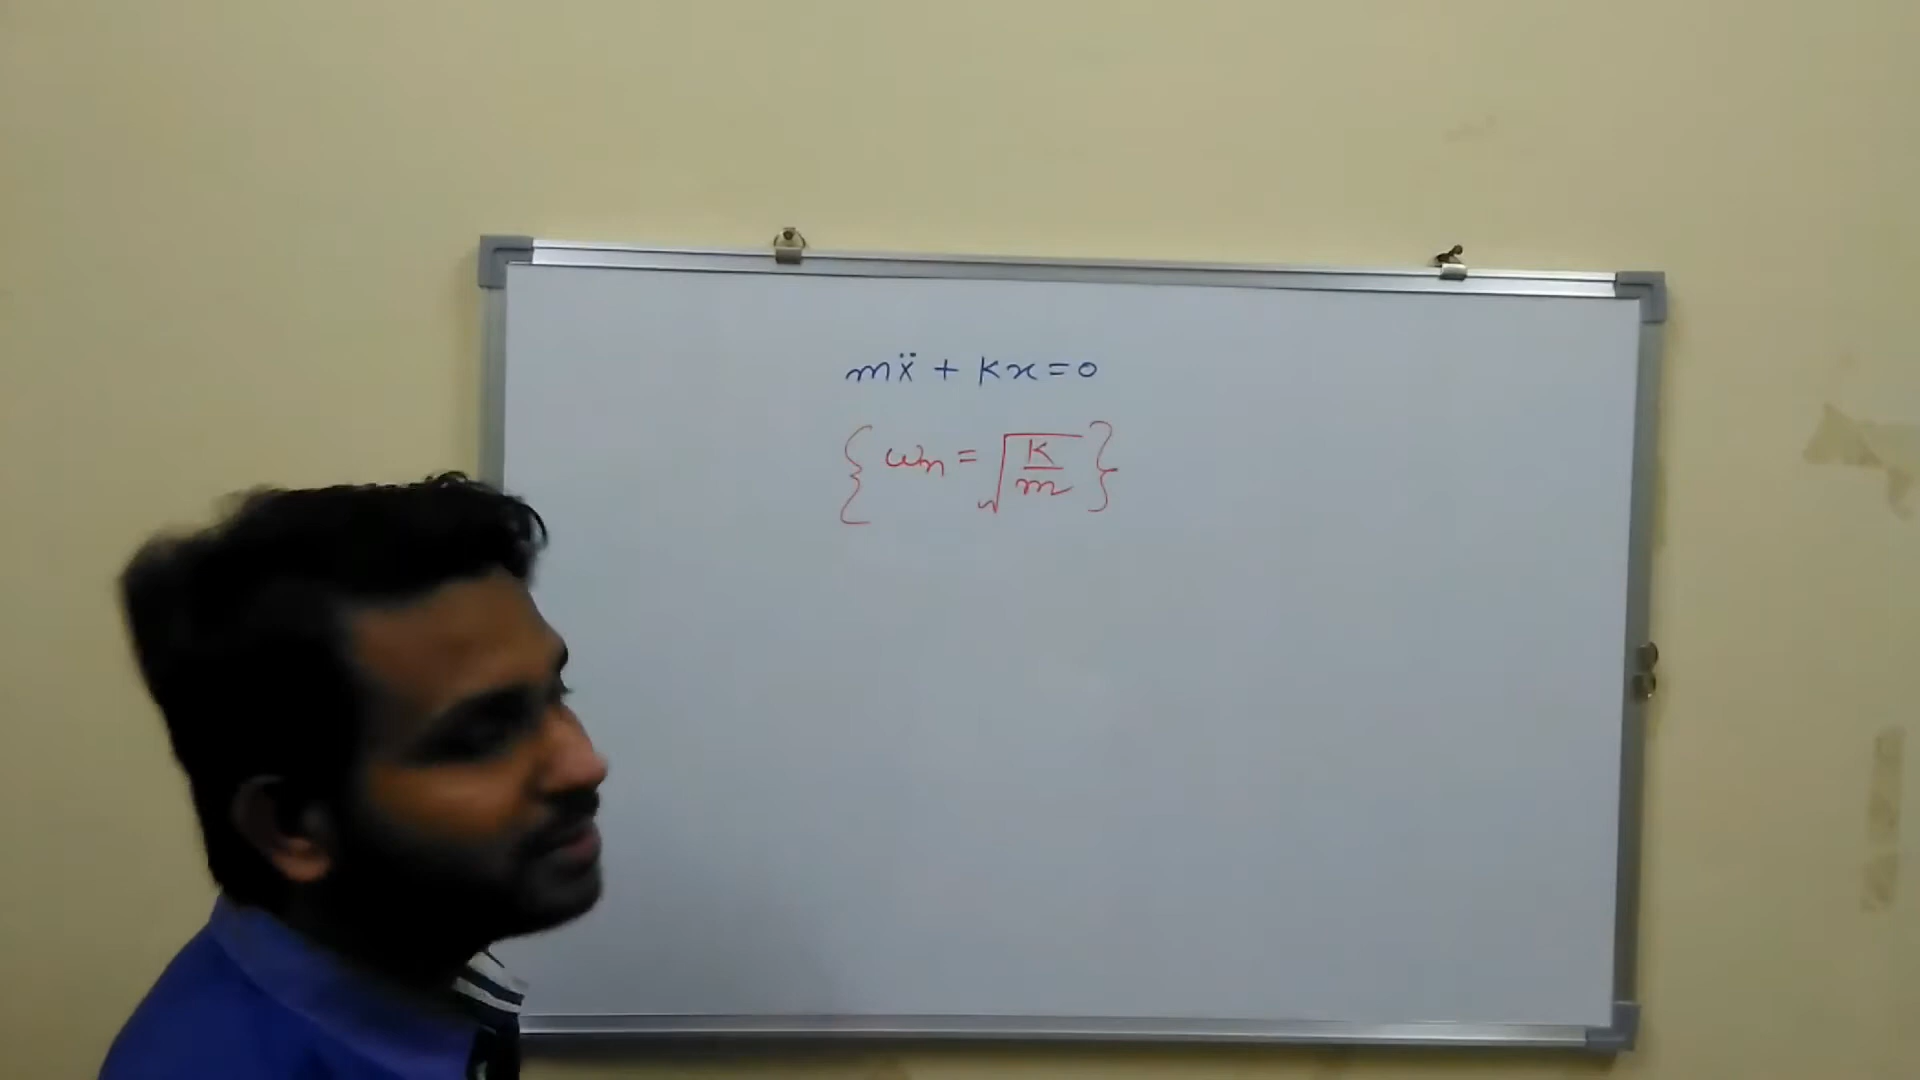 mẍ + kx = 0
{ ωn = √(k/m) }